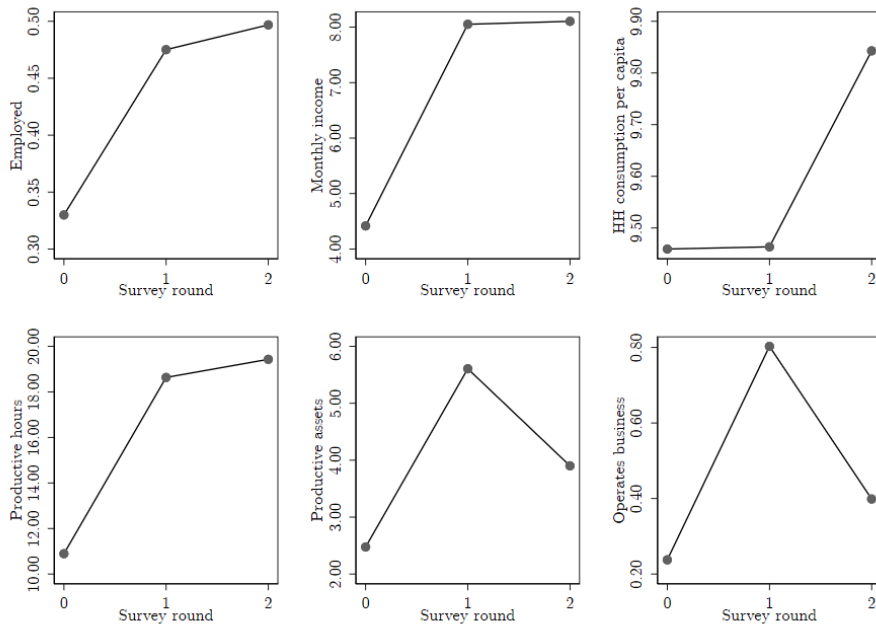 Employed
0.50
0.45
0.40
0.35
0.30
0 1 2
Survey round
Monthly income
8.00
7.00
6.00
5.00
4.00
0 1 2
Survey round
HH consumption per capita
9.90
9.80
9.70
9.60
9.50
0 1 2
Survey round
Productive hours
20.00
18.00
16.00
14.00
12.00
10.00
0 1 2
Survey round
Productive assets
6.00
5.00
4.00
3.00
2.00
0 1 2
Survey round
Operates business
0.80
0.60
0.40
0.20
0 1 2
Survey round